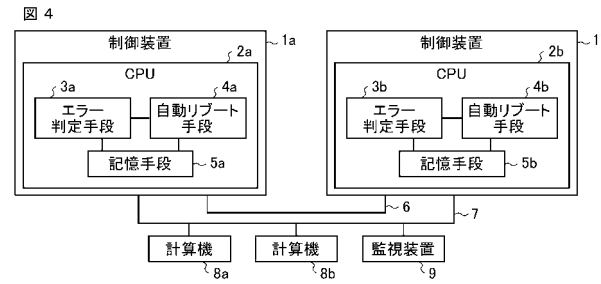 図 4
制御装置
1a
制御装置
1
2a
2b
CPU
CPU
3a
4a
3b
4b
エラー
判定手段
自動リブート
手段
エラー
判定手段
自動リブート
手段
記憶手段
5a
記憶手段
5b
6
7
計算機
計算機
監視装置
8a
8b
9